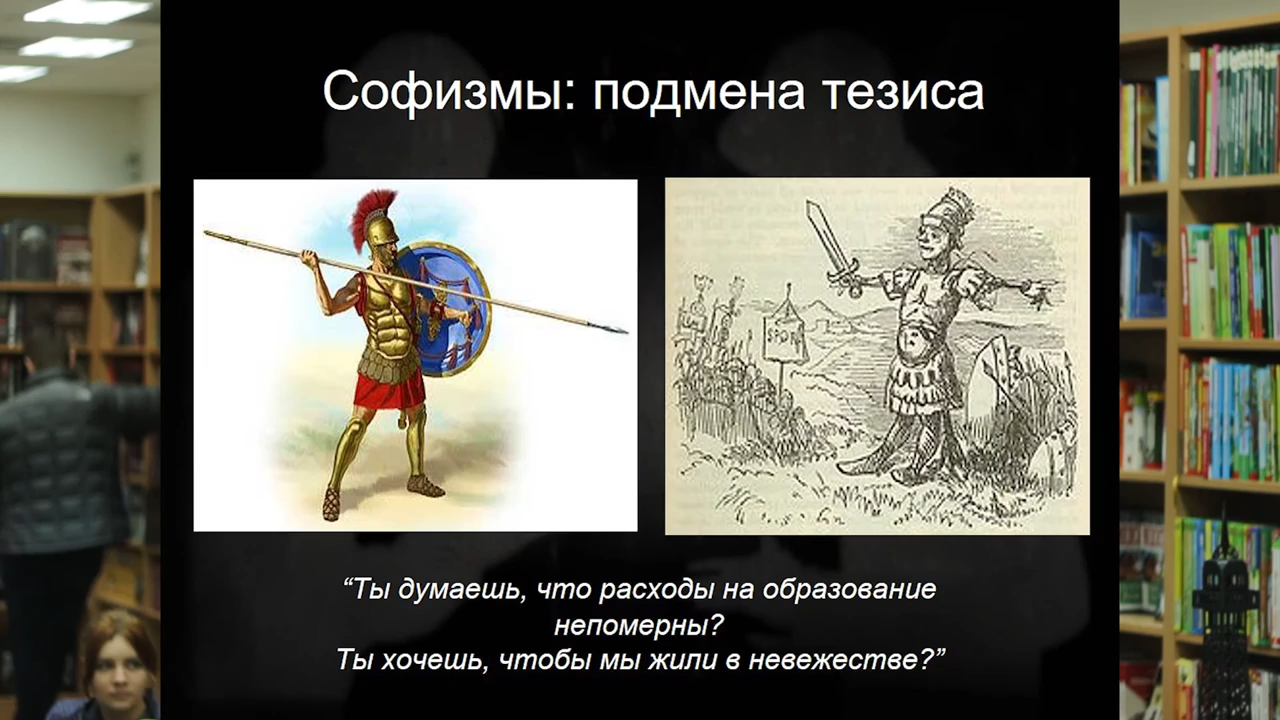 Софизмы: подмена тезиса
“Ты думаешь, что расходы на образование
непомерны?
Ты хочешь, чтобы мы жили в невежестве?”